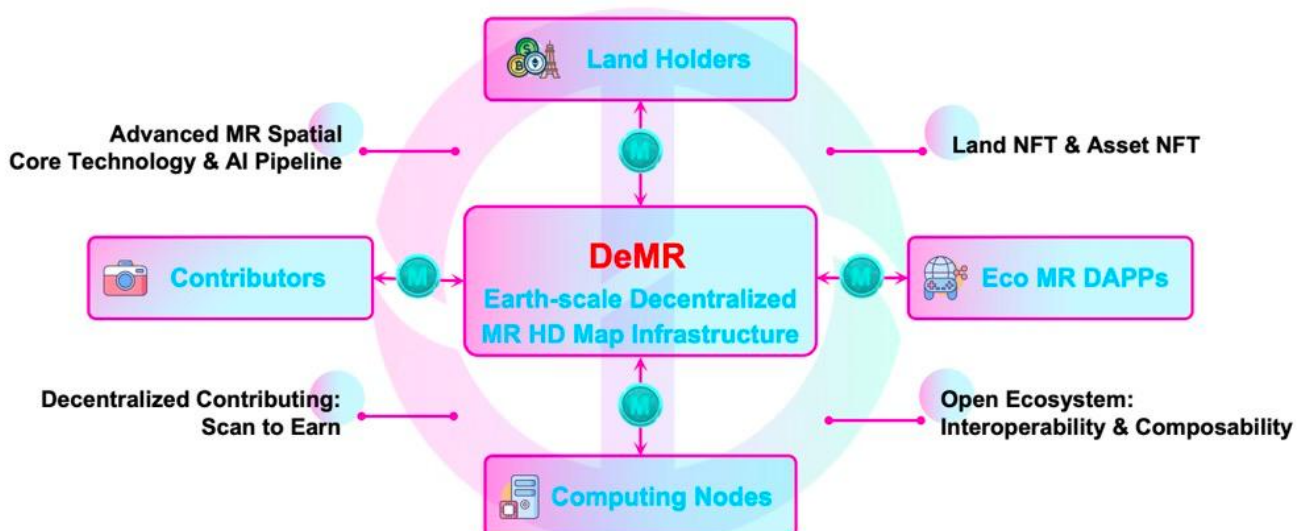 Land Holders
Advanced MR Spatial
Core Technology & AI Pipeline
Land NFT & Asset NFT
M
DeMR
Earth-scale Decentralized
MR HD Map Infrastructure
Contributors
M
M
Eco MR DAPPs
Decentralized Contributing:
Scan to Earn
M
Open Ecosystem:
Interoperability & Composability
Computing Nodes